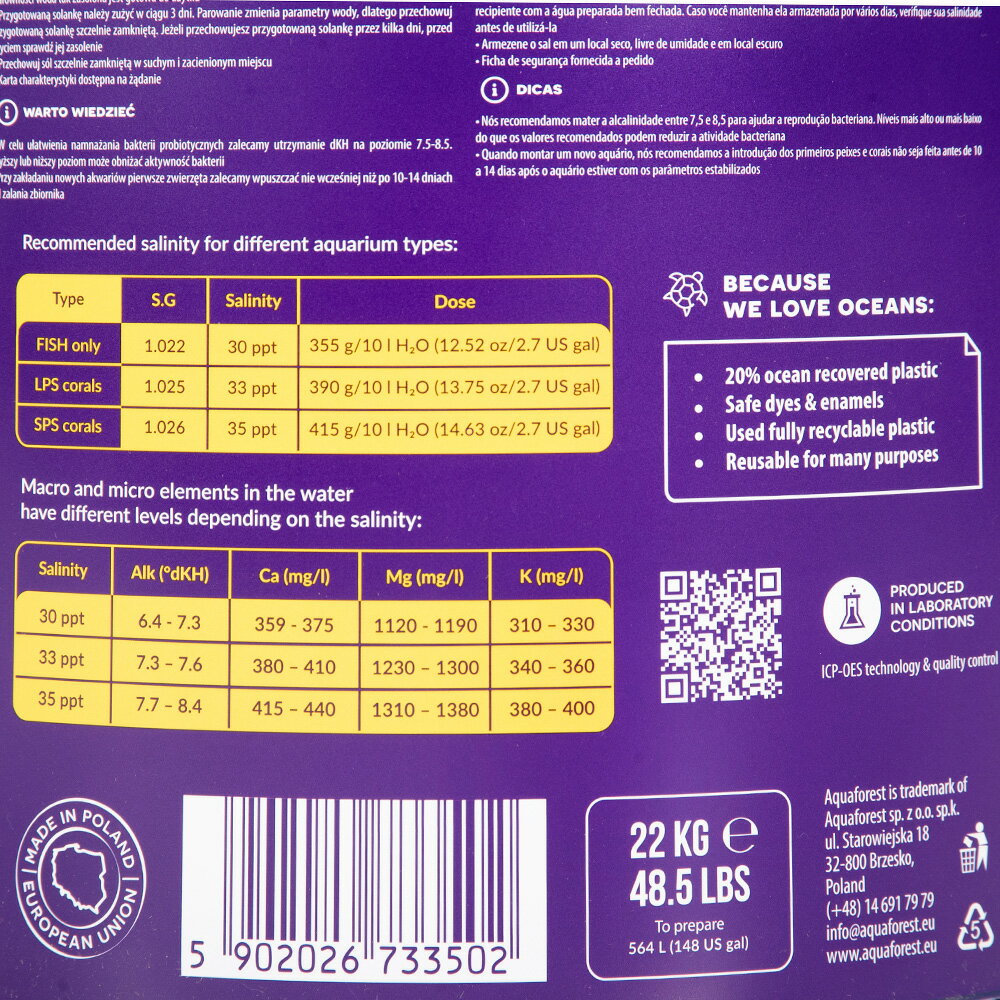 Przygotowaną solankę należy zużyć w ciągu 3 dni. Parowanie zmienia parametry wody, dlatego przechowuj
zygotowaną solankę szczelnie zamkniętą. Jeżeli przechowujesz przygotowaną solankę przez kilka dni, przed
yciem sprawdź jej zasolenie
Przechowuj sól szczelnie zamkniętą w suchym i zacienionym miejscu
Karta charakterystyki dostępna na żądanie
WARTO WIEDZIEĆ
W celu ułatwienia namnażania bakterii probiotycznych zalecamy utrzymanie dKH na poziomie 7.5-8.5.
yższy lub niższy poziom może obniżać aktywność bakterii
Przy zakładaniu nowych akwariów pierwsze zwierzęta zalecamy wpuszczać nie wcześniej niż po 10-14 dniach
zalania zbiornika
recipiente com a água preparada bem fechada. Caso você mantenha ela armazenada por vários dias, verifique sua salinidade
antes de utilizá-la
• Armezene o sal em um local seco, livre de umidade e em local escuro
• Ficha de segurança fornecida a pedido
DICAS
• Nós recomendamos mater a alcalinidade entre 7,5 e 8,5 para ajudar a reprodução bacteriana. Níveis mais alto ou mais baixo
do que os valores recomendados podem reduzir a atividade bacteriana
• Quando montar um novo aquário, nós recomendamos a introdução dos primeiros peixes e corais não seja feita antes de 10
a 14 dias após o aquário estiver com os parâmetros estabilizados
Recommended salinity for different aquarium types:
Type S.G Salinity Dose
FISH only 1.022 30 ppt 355 g/10 l H₂O (12.52 oz/2.7 US gal)
LPS corals 1.025 33 ppt 390 g/10 l H₂O (13.75 oz/2.7 US gal)
SPS corals 1.026 35 ppt 415 g/10 l H₂O (14.63 oz/2.7 US gal)
BECAUSE
WE LOVE OCEANS:
• 20% ocean recovered plastic
• Safe dyes & enamels
• Used fully recyclable plastic
• Reusable for many purposes
Macro and micro elements in the water
have different levels depending on the salinity:
Salinity Alk (°dKH) Ca (mg/l) Mg (mg/l) K (mg/l)
30 ppt 6.4 - 7.3 359 - 375 1120 - 1190 310 – 330
33 ppt 7.3 – 7.6 380 – 410 1230 – 1300 340 – 360
35 ppt 7.7 – 8.4 415 – 440 1310 – 1380 380 – 400
PRODUCED
IN LABORATORY
CONDITIONS
ICP-OES technology & quality control
MADE IN POLAND
EUROPEAN UNION
5 902026 733502
22 KG ℮
48.5 LBS
To prepare
564 L (148 US gal)
Aquaforest is trademark of
Aquaforest sp. z o.o. sp.k.
ul. Starowiejska 18
32-800 Brzesko,
Poland
(+48) 14 691 79 79
info@aquaforest.eu
www.aquaforest.eu
5